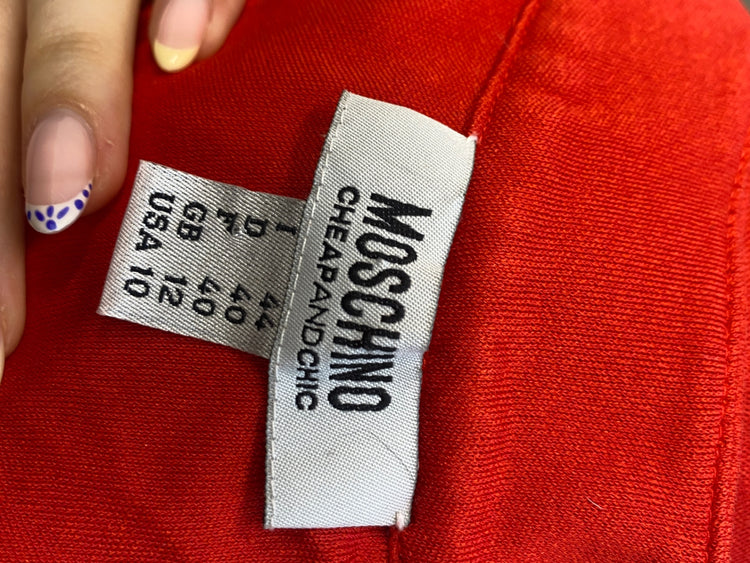 MOSCHINO
CHEAPANDCHIC
I 44
D 40
F 40
GB 12
USA 10